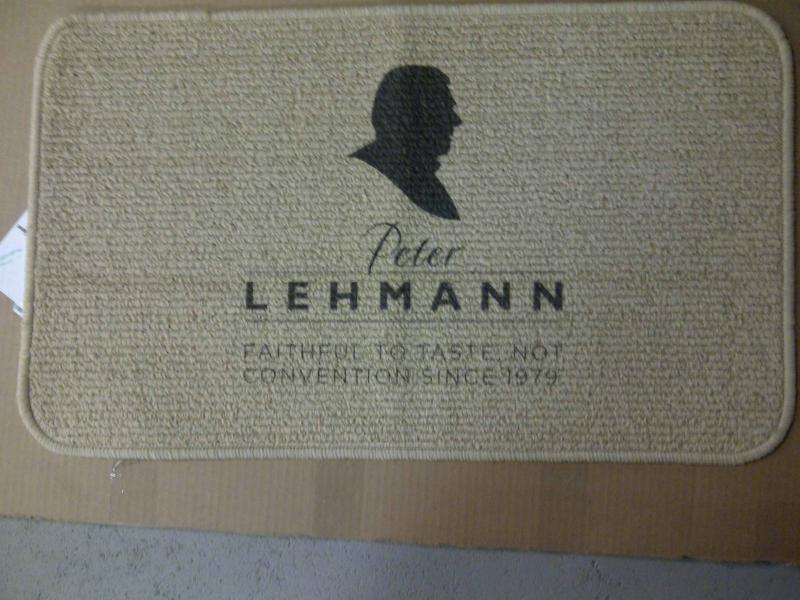 Peter
LEHMANN
FAITHFUL TO TASTE, NOT
CONVENTION SINCE 1979